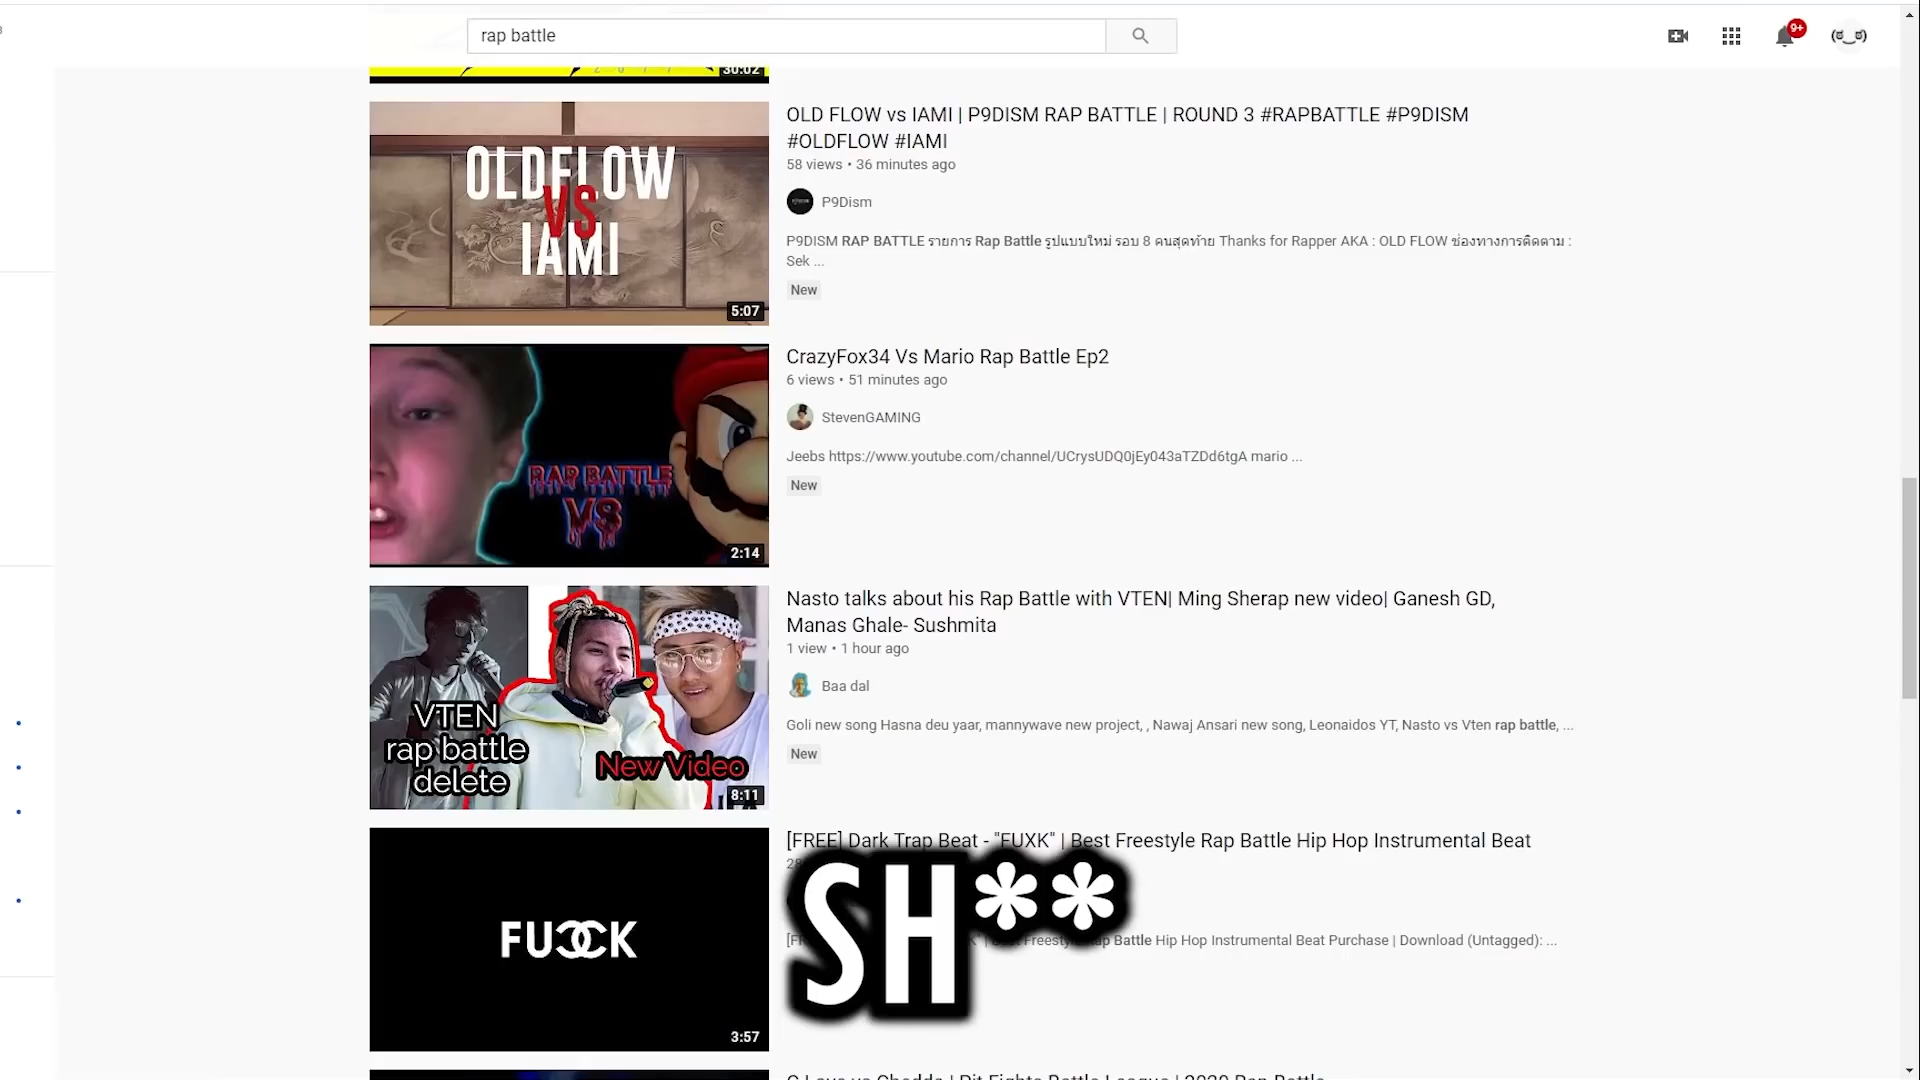 rap battle
9+
30:02
OLDFLOW
VS
IAMI
5:07
OLD FLOW vs IAMI | P9DISM RAP BATTLE | ROUND 3 #RAPBATTLE #P9DISM
#OLDFLOW #IAMI
58 views • 36 minutes ago
P9Dism
P9DISM RAP BATTLE รายการ Rap Battle รูปแบบใหม่ รอบ 8 คนสุดท้าย Thanks for Rapper AKA : OLD FLOW ช่องทางการติดตาม :
Sek ...
New
RAP BATTLE
VS
2:14
CrazyFox34 Vs Mario Rap Battle Ep2
6 views • 51 minutes ago
StevenGAMING
Jeebs https://www.youtube.com/channel/UCrysUDQ0jEy043aTZDd6tgA mario ...
New
VTEN
rap battle
delete
New Video
8:11
Nasto talks about his Rap Battle with VTEN| Ming Sherap new video| Ganesh GD,
Manas Ghale- Sushmita
1 view • 1 hour ago
Baa dal
Goli new song Hasna deu yaar, mannywave new project, , Nawaj Ansari new song, Leonaidos YT, Nasto vs Vten rap battle, ...
New
FUCCK
3:57
[FREE] Dark Trap Beat - "FUXK" | Best Freestyle Rap Battle Hip Hop Instrumental Beat
SH**
Battle Hip Hop Instrumental Beat Purchase | Download (Untagged): ...